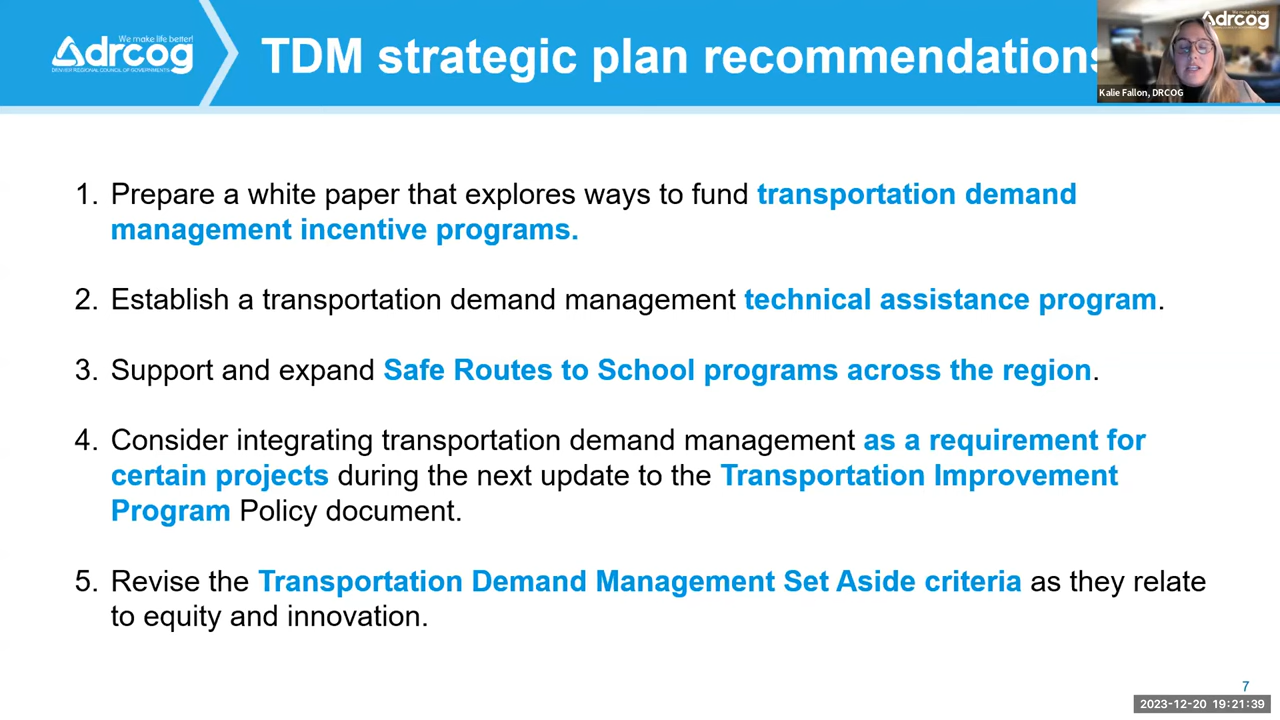 We make life better!
drcog
DENVER REGIONAL COUNCIL OF GOVERNMENTS
TDM strategic plan recommendations
We make life better!
drcog
Kalie Fallon, DRCOG
1. Prepare a white paper that explores ways to fund transportation demand
management incentive programs.
2. Establish a transportation demand management technical assistance program.
3. Support and expand Safe Routes to School programs across the region.
4. Consider integrating transportation demand management as a requirement for
certain projects during the next update to the Transportation Improvement
Program Policy document.
5. Revise the Transportation Demand Management Set Aside criteria as they relate
to equity and innovation.
7
2023-12-20 19:21:39